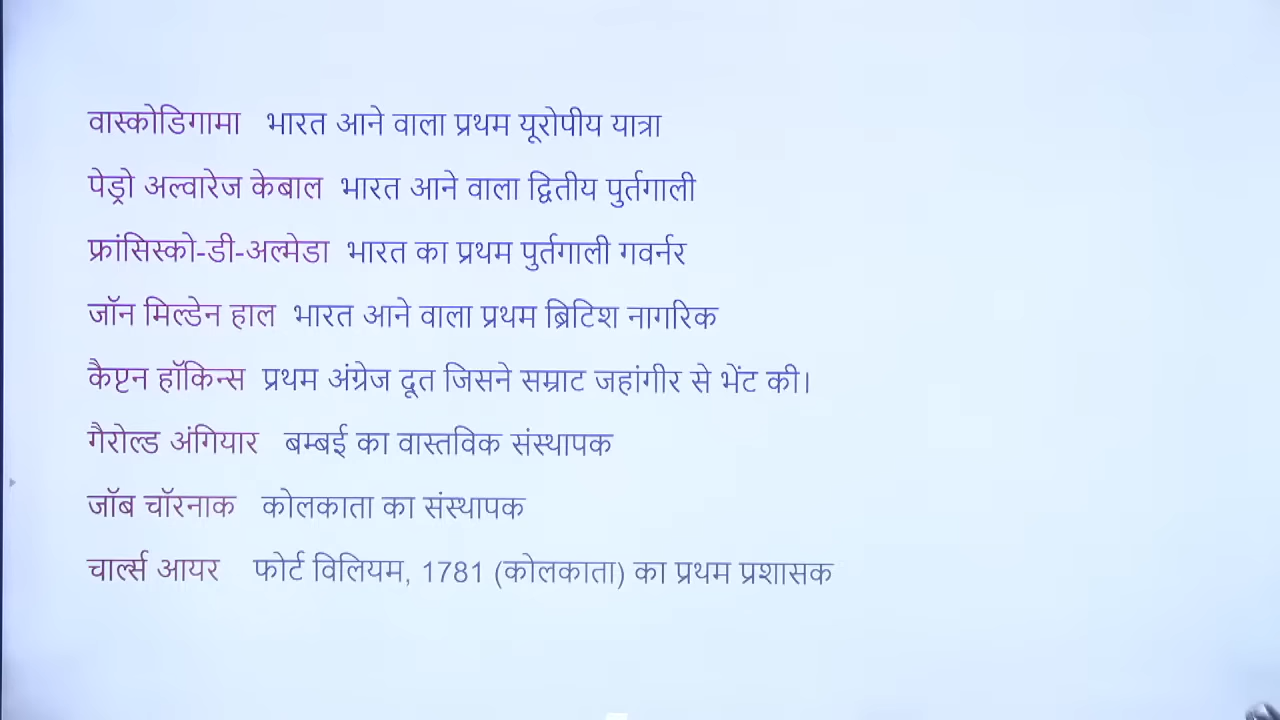 वास्कोडिगामा भारत आने वाला प्रथम यूरोपीय यात्रा
पेड्रो अल्वारेज केबाल भारत आने वाला द्वितीय पुर्तगाली
फ्रांसिस्को-डी-अल्मेडा भारत का प्रथम पुर्तगाली गवर्नर
जॉन मिल्डेन हाल भारत आने वाला प्रथम ब्रिटिश नागरिक
कैप्टन हॉकिन्स प्रथम अंग्रेज दूत जिसने सम्राट जहांगीर से भेंट की।
गैरोल्ड अंगियार बम्बई का वास्तविक संस्थापक
जॉब चॉरनाक कोलकाता का संस्थापक
चार्ल्स आयर फोर्ट विलियम, 1781 (कोलकाता) का प्रथम प्रशासक